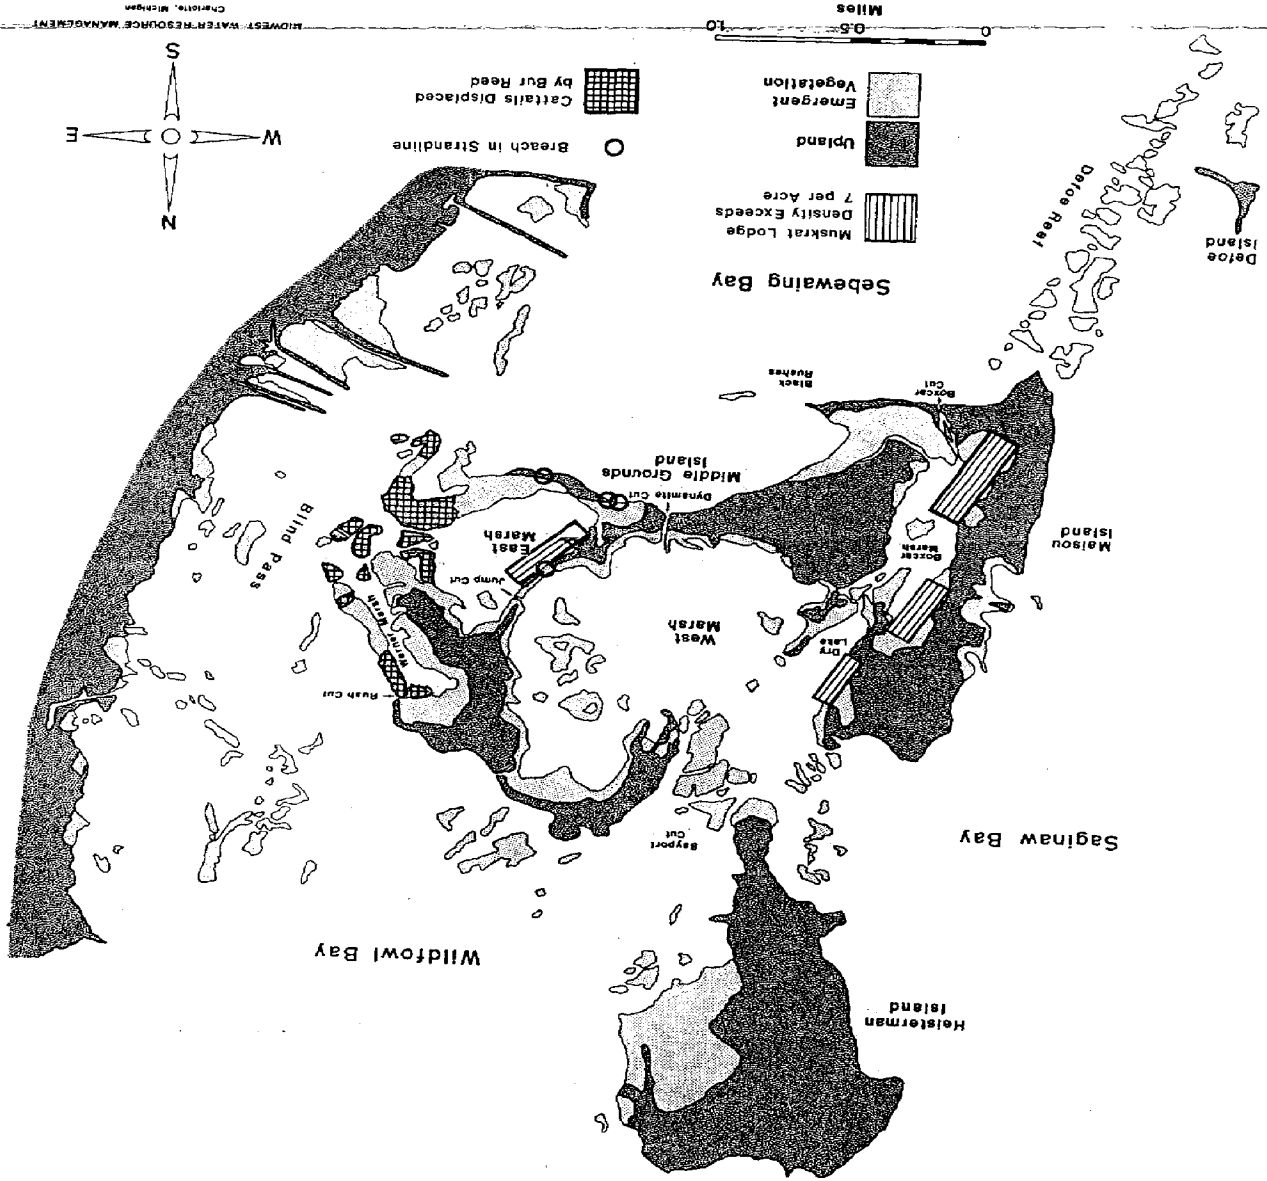 Heisterman
Island
Wildfowl Bay
Saginaw Bay
Bayport
Cut
Rush Cut
Dry
Lake
West
Marsh
Werner Marsh
Jump Cut
Maisou
Island
Boxcar
Marsh
East
Marsh
Blind Pass
Dynamite Cut
Middle Grounds
Island
Boxcar
Cut
Black
Rushes
Sebewaing Bay
Defoe
Island
Defoe Reef
Muskrat Lodge
Density Exceeds
7 per Acre
Upland
Emergent
Vegetation
Breach in Strandline
Cattails Displaced
by Bur Reed
N
W
E
S
0
0.5
1.0
Miles
MIDWEST WATER RESOURCE MANAGEMENT
Charlotte, Michigan